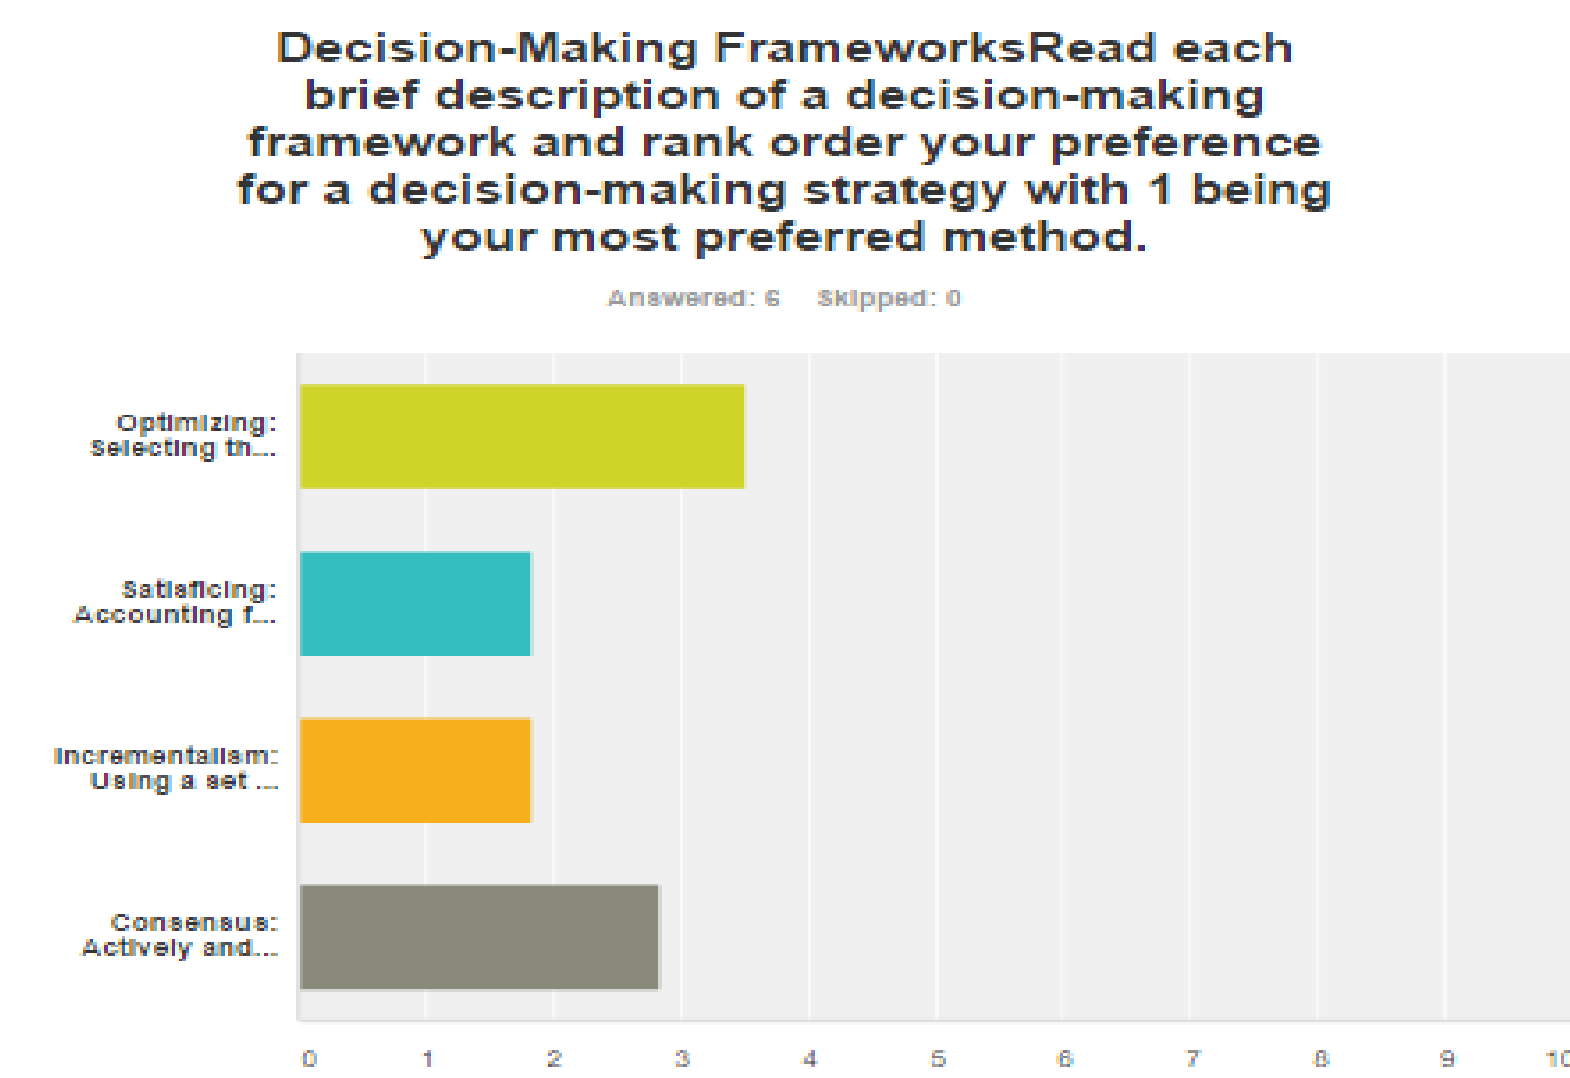 Decision-Making FrameworksRead each
brief description of a decision-making
framework and rank order your preference
for a decision-making strategy with 1 being
your most preferred method.
Answered: 6 Skipped: 0
Optimizing:
Selecting th...
Satisficing:
Accounting f...
Incrementalism:
Using a set ...
Consensus:
Actively and...
0 1 2 3 4 5 6 7 8 9 10